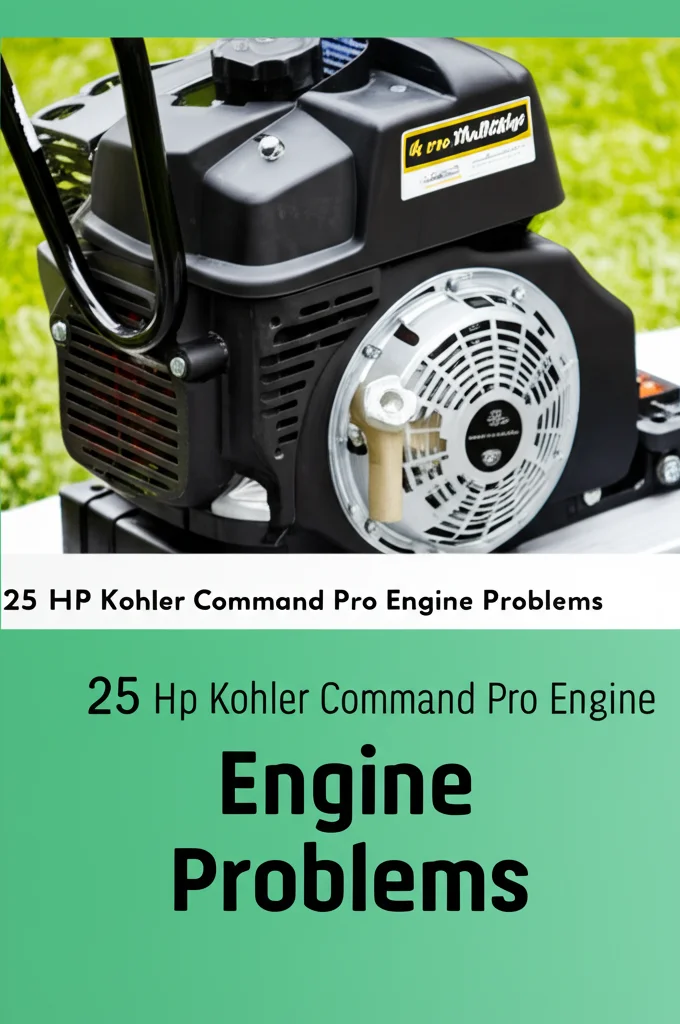 25 HP Kohler Command Pro Engine Problems
25 Hp Kohler Command Pro Engine
Engine
Problems